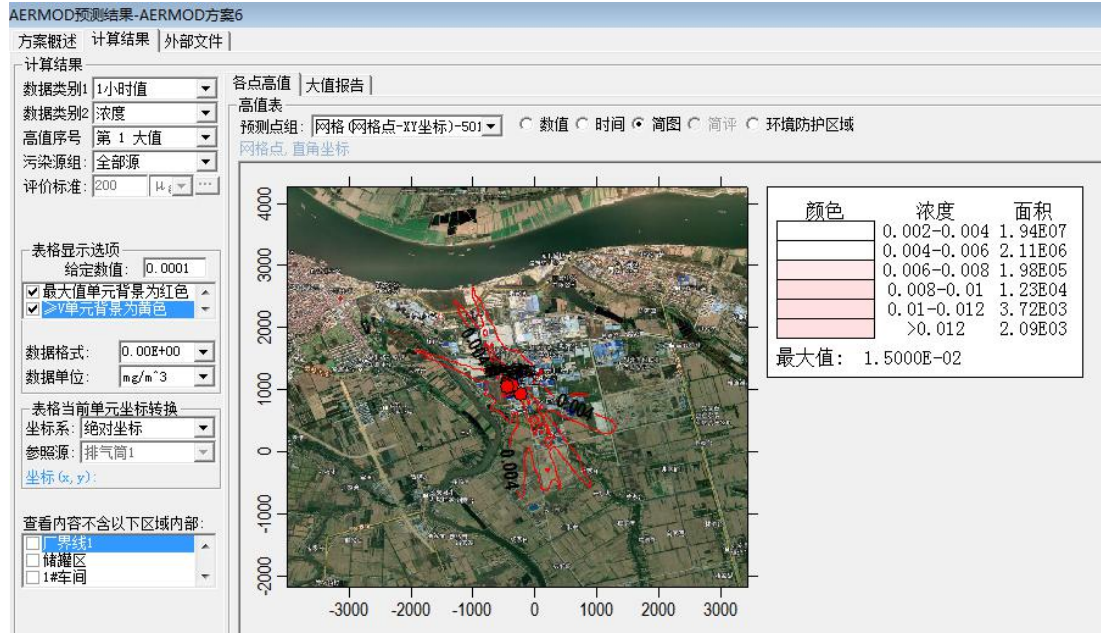 AERMOD预测结果-AERMOD方案6
方案概述 计算结果 外部文件
计算结果
数据类别1 1小时值
数据类别2 浓度
高值序号 第 1 大值
污染源组: 全部源
评价标准: 200
表格显示选项
给定数值: 0.0001
最大值单元背景为红色
≥V单元背景为黄色
数据格式: 0.00E+00
数据单位: mg/m^3
表格当前单元坐标转换
坐标系: 绝对坐标
参照源: 排气筒1
坐标(x,y):
查看内容不含以下区域内部:
厂界线1
储罐区
1#车间
各点高值 大值报告
高值表
预测点组: 网格(网格点-XY坐标)-501 数值 时间 简图 简评 环境防护区域
网格点,直角坐标
4000
3000
2000
1000
0
-1000
-2000
-3000 -2000 -1000 0 1000 2000 3000
0.004
0.004
0.004
颜色 浓度 面积
0.002-0.004 1.94E07
0.004-0.006 2.11E06
0.006-0.008 1.98E05
0.008-0.01 1.23E04
0.01-0.012 3.72E03
>0.012 2.09E03
最大值: 1.5000E-02